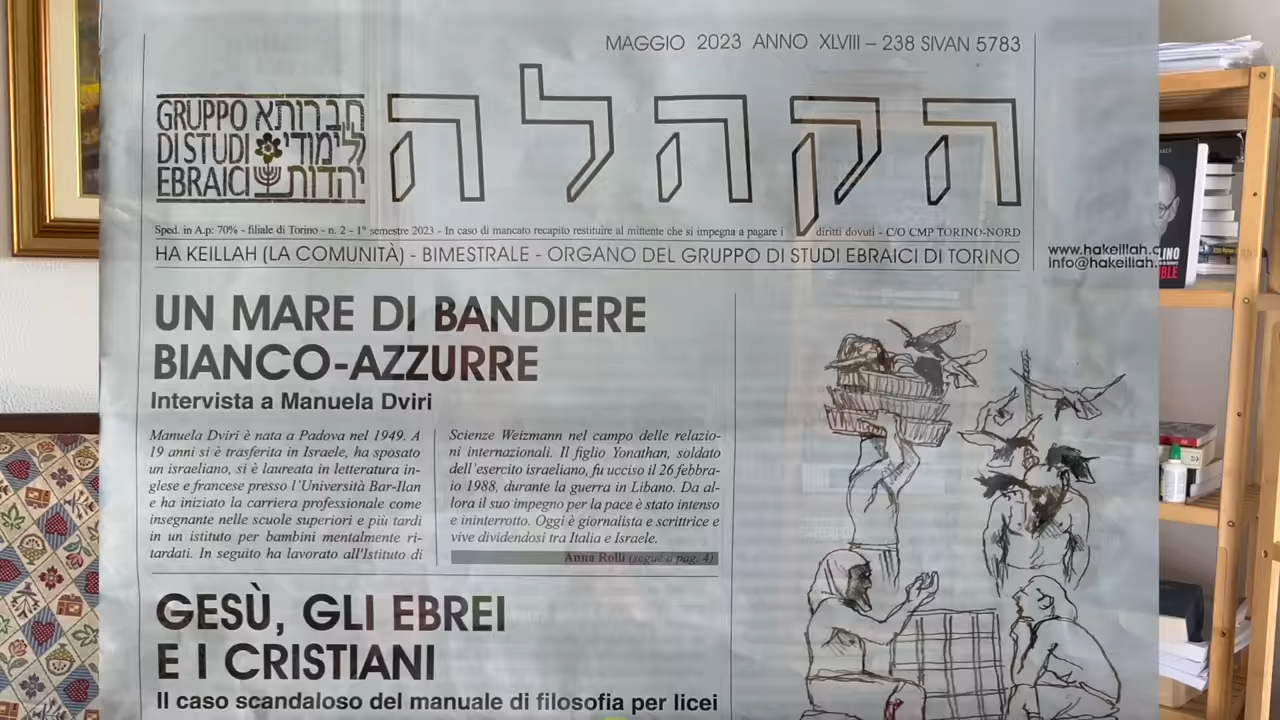 MAGGIO 2023 ANNO XLVIII – 238 SIVAN 5783
GRUPPO
DI STUDI
EBRAICI
חברותא
לימודי
יהדות
הקהלה
Sped. in A.p: 70% - filiale di Torino - n. 2 - 1° semestre 2023 - In caso di mancato recapito restituire al mittente che si impegna a pagare i diritti dovuti - C/O CMP TORINO-NORD
HA KEILLAH (LA COMUNITÀ) - BIMESTRALE - ORGANO DEL GRUPPO DI STUDI EBRAICI DI TORINO
www.hakeillah.c
info@hakeillah.
BLE
UN MARE DI BANDIERE
BIANCO-AZZURRE
Intervista a Manuela Dviri
Manuela Dviri è nata a Padova nel 1949. A
19 anni si è trasferita in Israele, ha sposato
un israeliano, si è laureata in letteratura in-
glese e francese presso l'Università Bar-Ilan
e ha iniziato la carriera professionale come
insegnante nelle scuole superiori e più tardi
in un istituto per bambini mentalmente ri-
tardati. In seguito ha lavorato all'Istituto di
Scienze Weizmann nel campo delle relazio-
ni internazionali. Il figlio Yonathan, soldato
dell'esercito israeliano, fu ucciso il 26 febbra-
io 1988, durante la guerra in Libano. Da al-
lora il suo impegno per la pace è stato intenso
e ininterrotto. Oggi è giornalista e scrittrice e
vive dividendosi tra Italia e Israele.
Anna Rolli (segue a pag. 4)
GESÙ, GLI EBREI
E I CRISTIANI
Il caso scandaloso del manuale di filosofia per licei